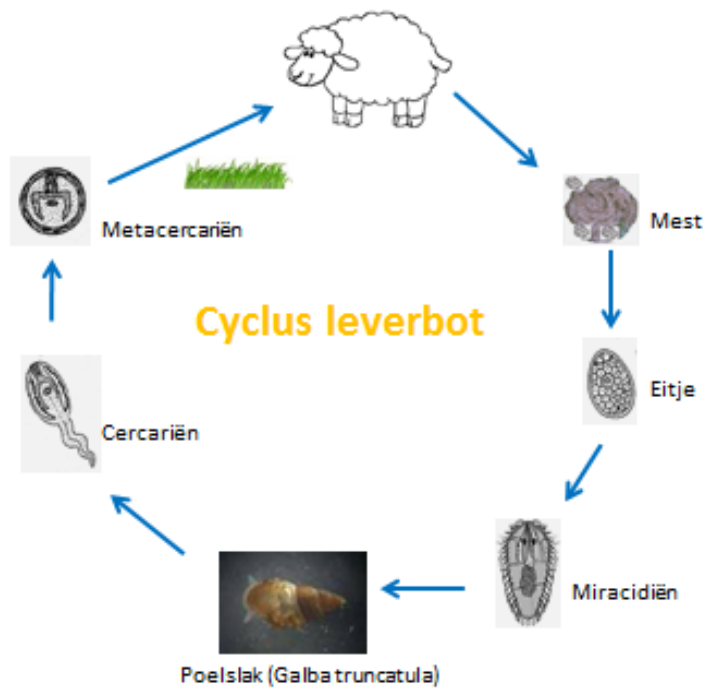 Mest
Metacercariën
Cyclus leverbot
Eitje
Cercariën
Miracidiën
Poelslak (Galba truncatula)